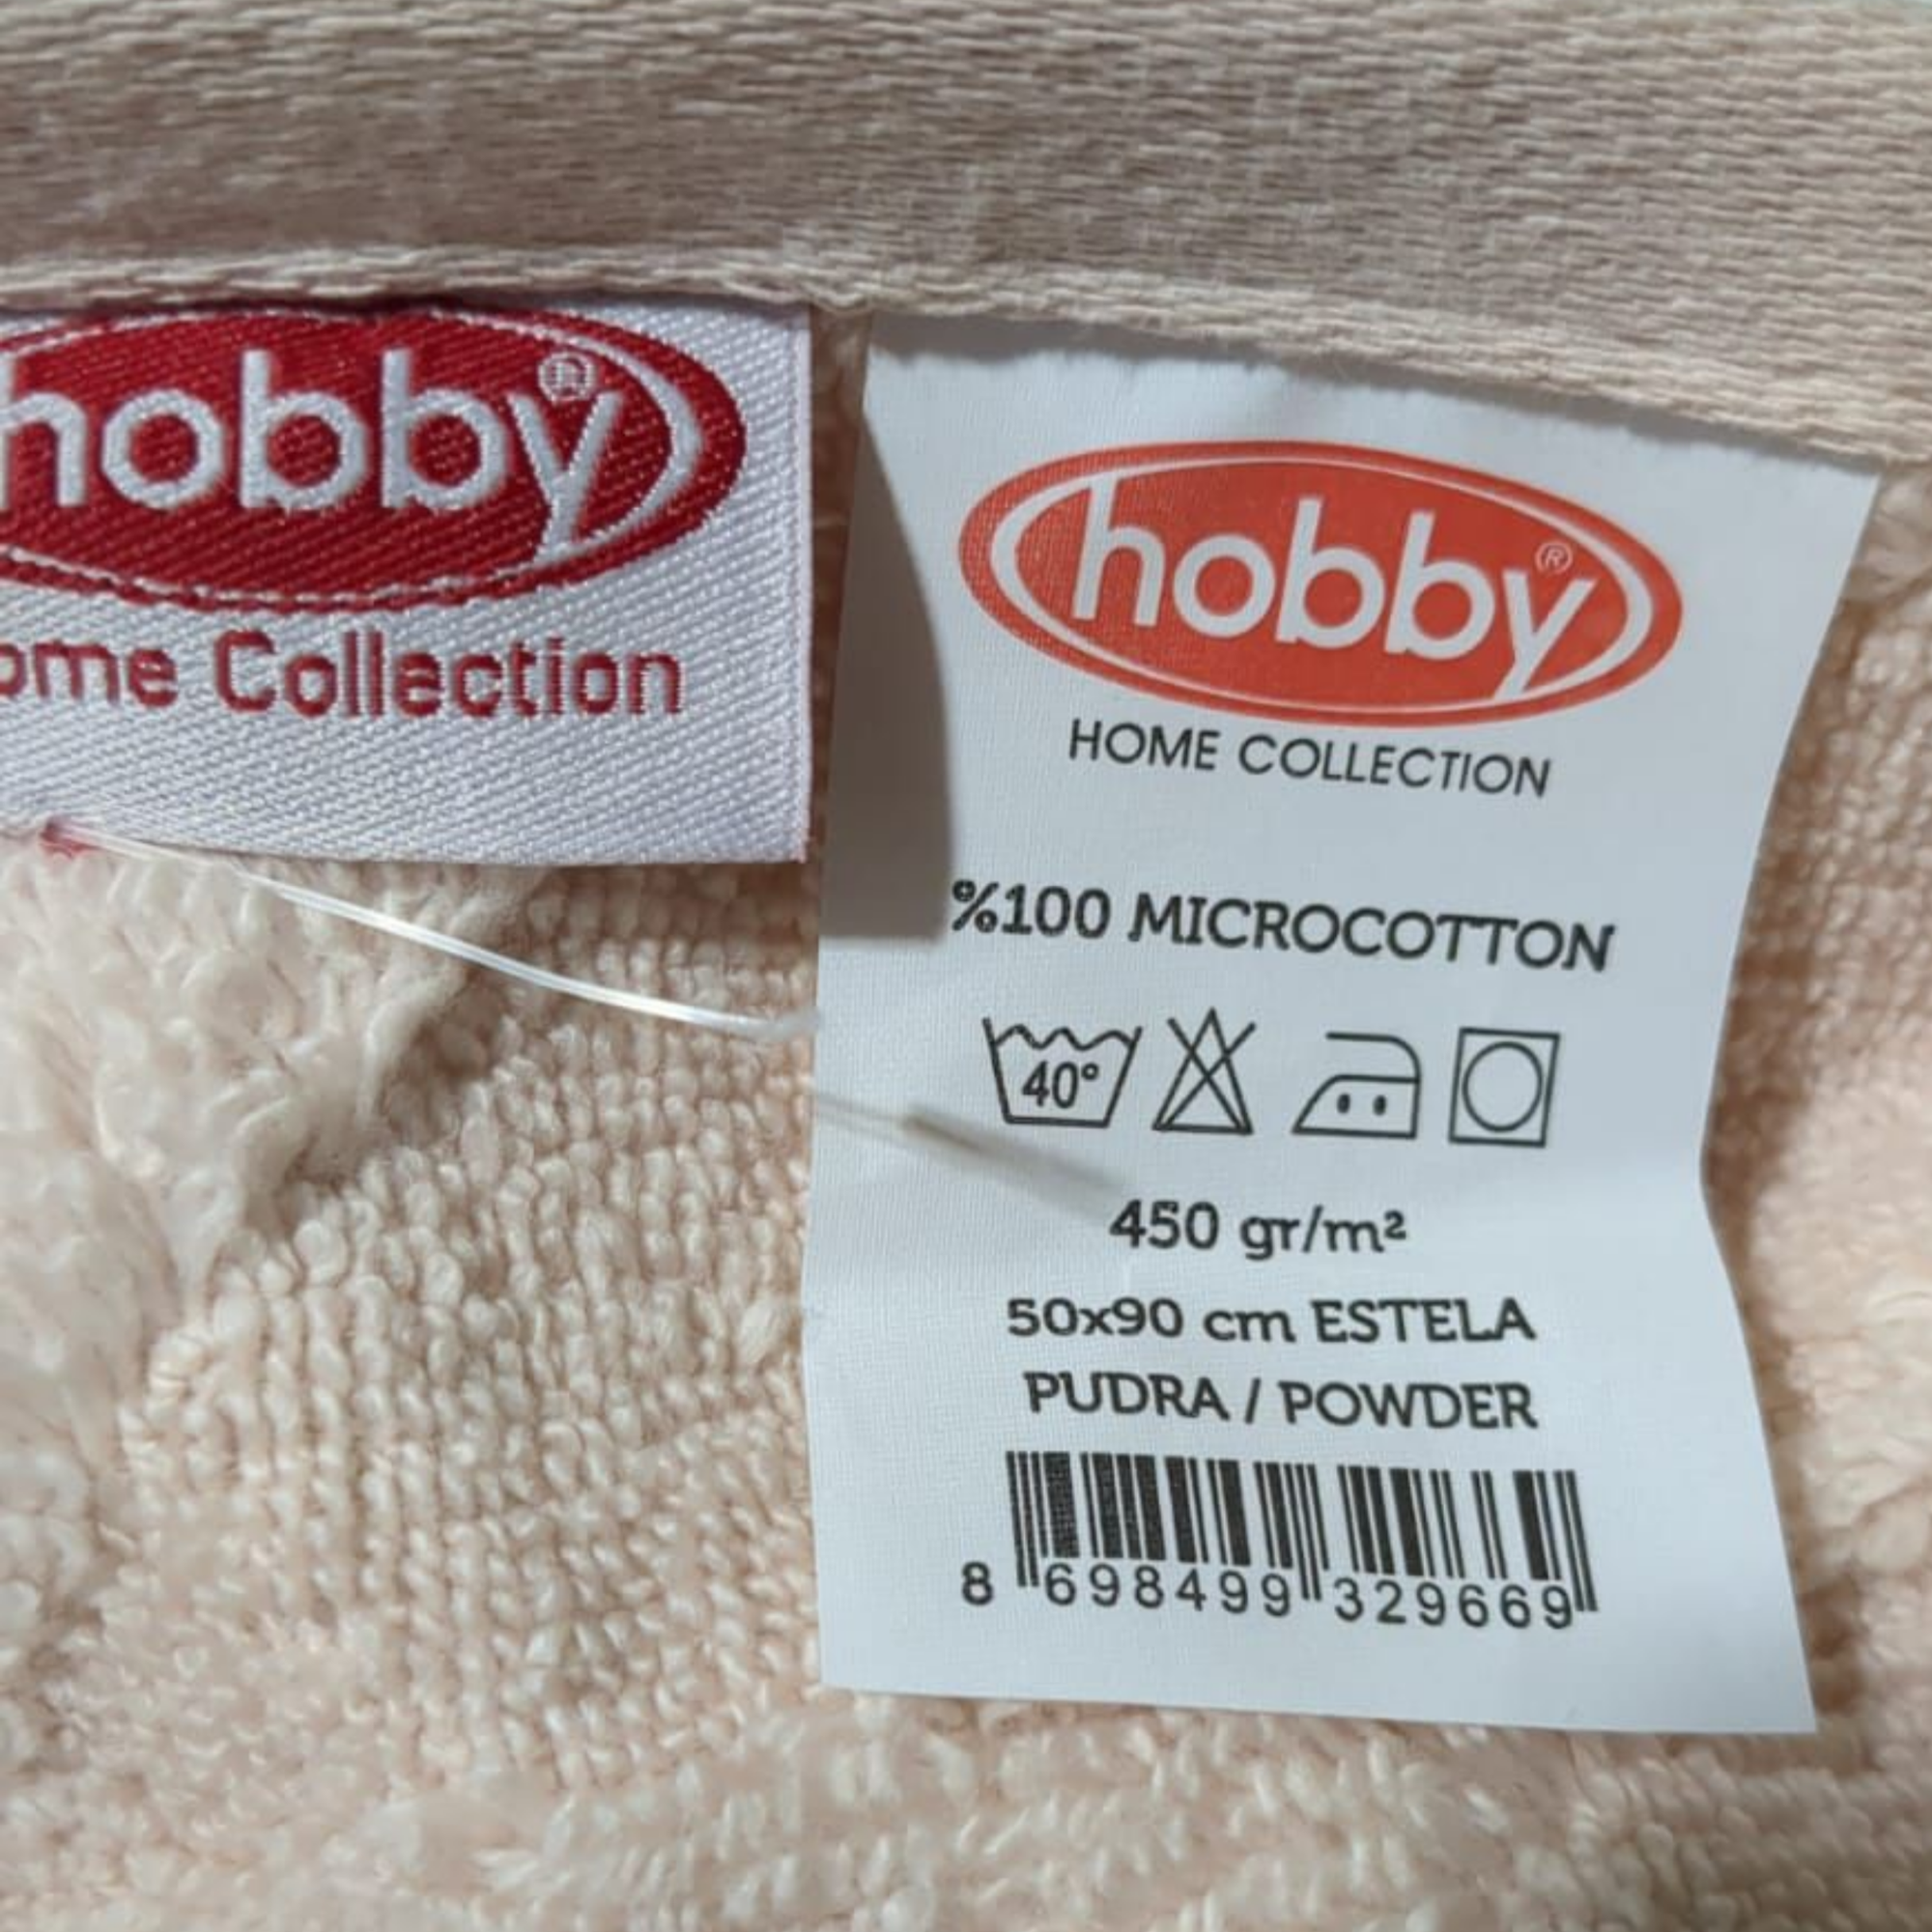 hobby®
ome Collection
hobby®
HOME COLLECTION
%100 MICROCOTTON
40°
450 gr/m²
50x90 cm ESTELA
PUDRA / POWDER
8 698499 329669